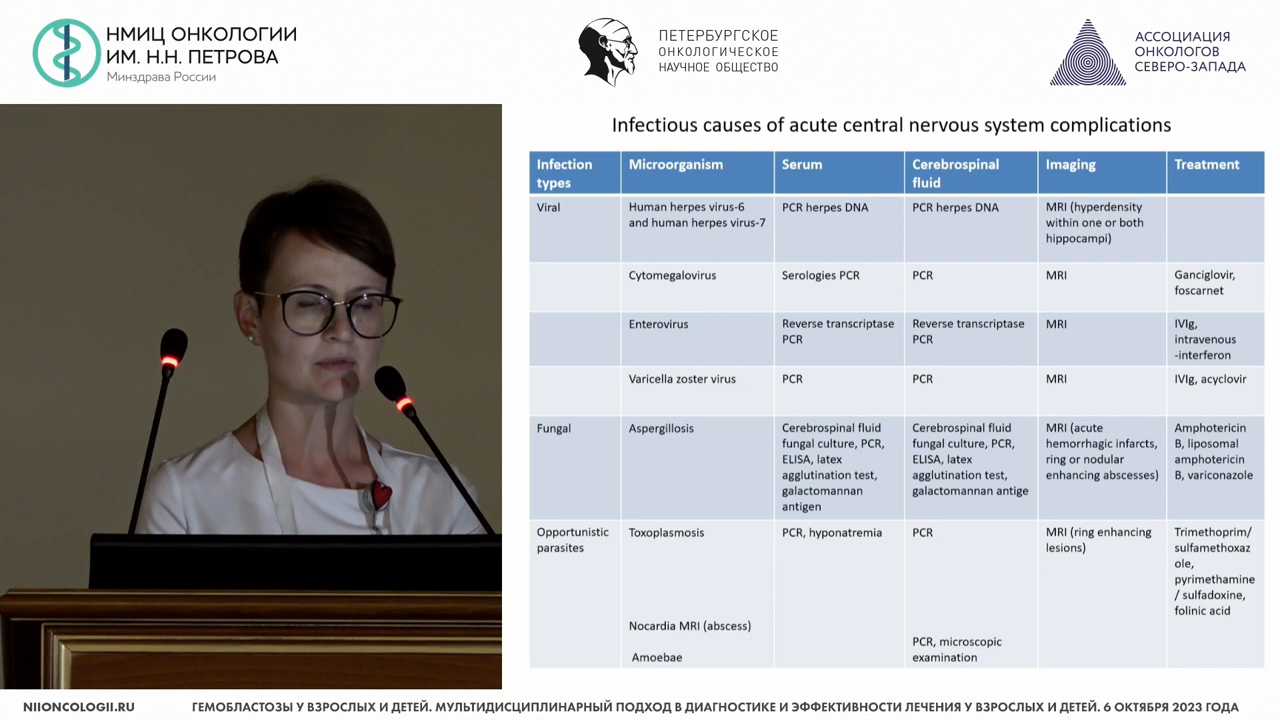 НМИЦ ОНКОЛОГИИ
ИМ. Н.Н. ПЕТРОВА
Минздрава России
ПЕТЕРБУРГСКОЕ
ОНКОЛОГИЧЕСКОЕ
НАУЧНОЕ ОБЩЕСТВО
АССОЦИАЦИЯ
ОНКОЛОГОВ
СЕВЕРО-ЗАПАДА
Infectious causes of acute central nervous system complications
Infection types
Microorganism
Serum
Cerebrospinal fluid
Imaging
Treatment
Viral
Human herpes virus-6
and human herpes virus-7
PCR herpes DNA
PCR herpes DNA
MRI (hyperdensity
within one or both
hippocampi)
Cytomegalovirus
Serologies PCR
PCR
MRI
Ganciglovir,
foscarnet
Enterovirus
Reverse transcriptase
PCR
Reverse transcriptase
PCR
MRI
IVIg,
intravenous
-interferon
Varicella zoster virus
PCR
PCR
MRI
IVIg, acyclovir
Fungal
Aspergillosis
Cerebrospinal fluid
fungal culture, PCR,
ELISA, latex
agglutination test,
galactomannan
antigen
Cerebrospinal fluid
fungal culture, PCR,
ELISA, latex
agglutination test,
galactomannan antige
MRI (acute
hemorrhagic infarcts,
ring or nodular
enhancing abscesses)
Amphotericin
B, liposomal
amphotericin
B, variconazole
Opportunistic
parasites
Toxoplasmosis
PCR, hyponatremia
PCR
MRI (ring enhancing
lesions)
Trimethoprim/
sulfamethoxaz
ole,
pyrimethamine
/ sulfadoxine,
folinic acid
Nocardia MRI (abscess)
Amoebae
PCR, microscopic
examination
NIIONCOLOGII.RU
ГЕМОБЛАСТОЗЫ У ВЗРОСЛЫХ И ДЕТЕЙ. МУЛЬТИДИСЦИПЛИНАРНЫЙ ПОДХОД В ДИАГНОСТИКЕ И ЭФФЕКТИВНОСТИ ЛЕЧЕНИЯ У ВЗРОСЛЫХ И ДЕТЕЙ. 6 ОКТЯБРЯ 2023 ГОДА